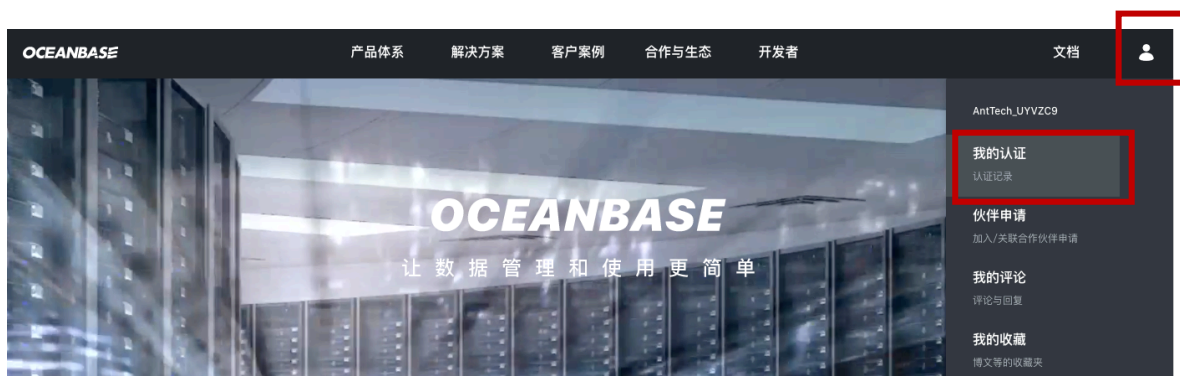 OCEANBASE 产品体系 解决方案 客户案例 合作与生态 开发者 文档
AntTech_UYVZC9
我的认证
认证记录
OCEANBASE
让数据管理和使用更简单
伙伴申请
加入/关联合作伙伴申请
我的评论
评论与回复
我的收藏
博文等的收藏夹